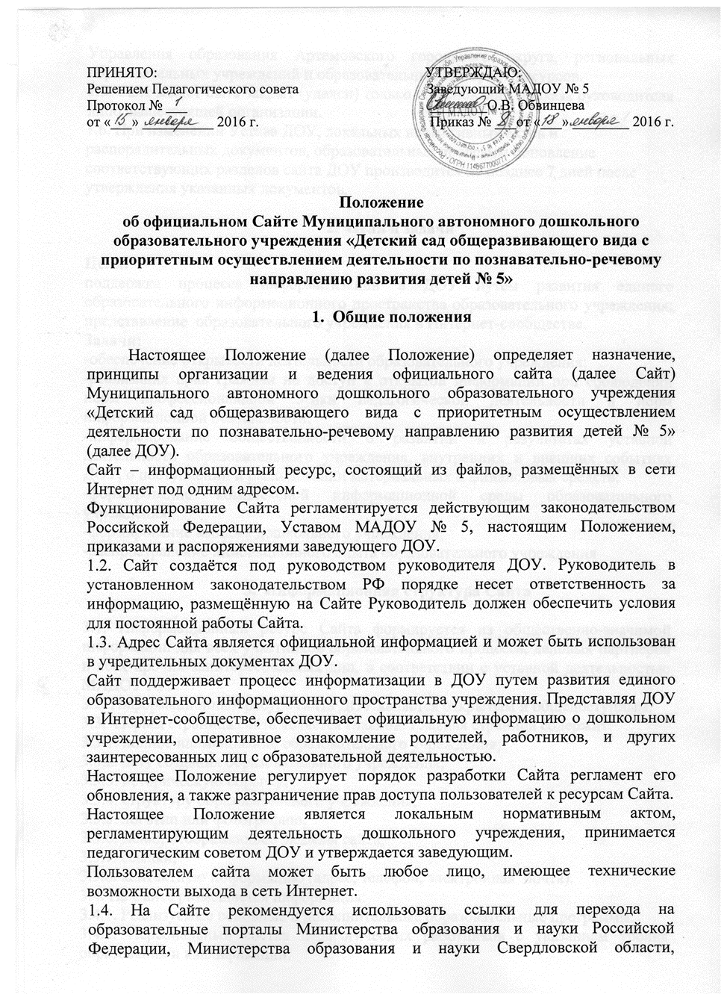 ПРИНЯТО:
Решением Педагогического совета
Протокол № 1
от « 15 » января 2016 г.
УТВЕРЖДАЮ:
Заведующий МАДОУ № 5
О.В. Обвинцева
Приказ № 8 от « 18 » января 2016 г.
МАДОУ №
ОГРН 1146677000771
Положение
об официальном Сайте Муниципального автономного дошкольного
образовательного учреждения «Детский сад общеразвивающего вида с
приоритетным осуществлением деятельности по познавательно-речевому
направлению развития детей № 5»
1. Общие положения
Настоящее Положение (далее Положение) определяет назначение,
принципы организации и ведения официального сайта (далее Сайт)
Муниципального автономного дошкольного образовательного учреждения
«Детский сад общеразвивающего вида с приоритетным осуществлением
деятельности по познавательно-речевому направлению развития детей № 5»
(далее ДОУ).
Сайт – информационный ресурс, состоящий из файлов, размещённых в сети
Интернет под одним адресом.
Функционирование Сайта регламентируется действующим законодательством
Российской Федерации, Уставом МАДОУ № 5, настоящим Положением,
приказами и распоряжениями заведующего ДОУ.
1.2. Сайт создаётся под руководством руководителя ДОУ. Руководитель в
установленном законодательством РФ порядке несет ответственность за
информацию, размещённую на Сайте Руководитель должен обеспечить условия
для постоянной работы Сайта.
1.3. Адрес Сайта является официальной информацией и может быть использован
в учредительных документах ДОУ.
Сайт поддерживает процесс информатизации в ДОУ путем развития единого
образовательного информационного пространства учреждения. Представляя ДОУ
в Интернет-сообществе, обеспечивает официальную информацию о дошкольном
учреждении, оперативное ознакомление родителей, работников, и других
заинтересованных лиц с образовательной деятельностью.
Настоящее Положение регулирует порядок разработки Сайта регламент его
обновления, а также разграничение прав доступа пользователей к ресурсам Сайта.
Настоящее Положение является локальным нормативным актом,
регламентирующим деятельность дошкольного учреждения, принимается
педагогическим советом ДОУ и утверждается заведующим.
Пользователем сайта может быть любое лицо, имеющее технические
возможности выхода в сеть Интернет.
1.4. На Сайте рекомендуется использовать ссылки для перехода на
образовательные порталы Министерства образования и науки Российской
Федерации, Министерства образования и науки Свердловской области,